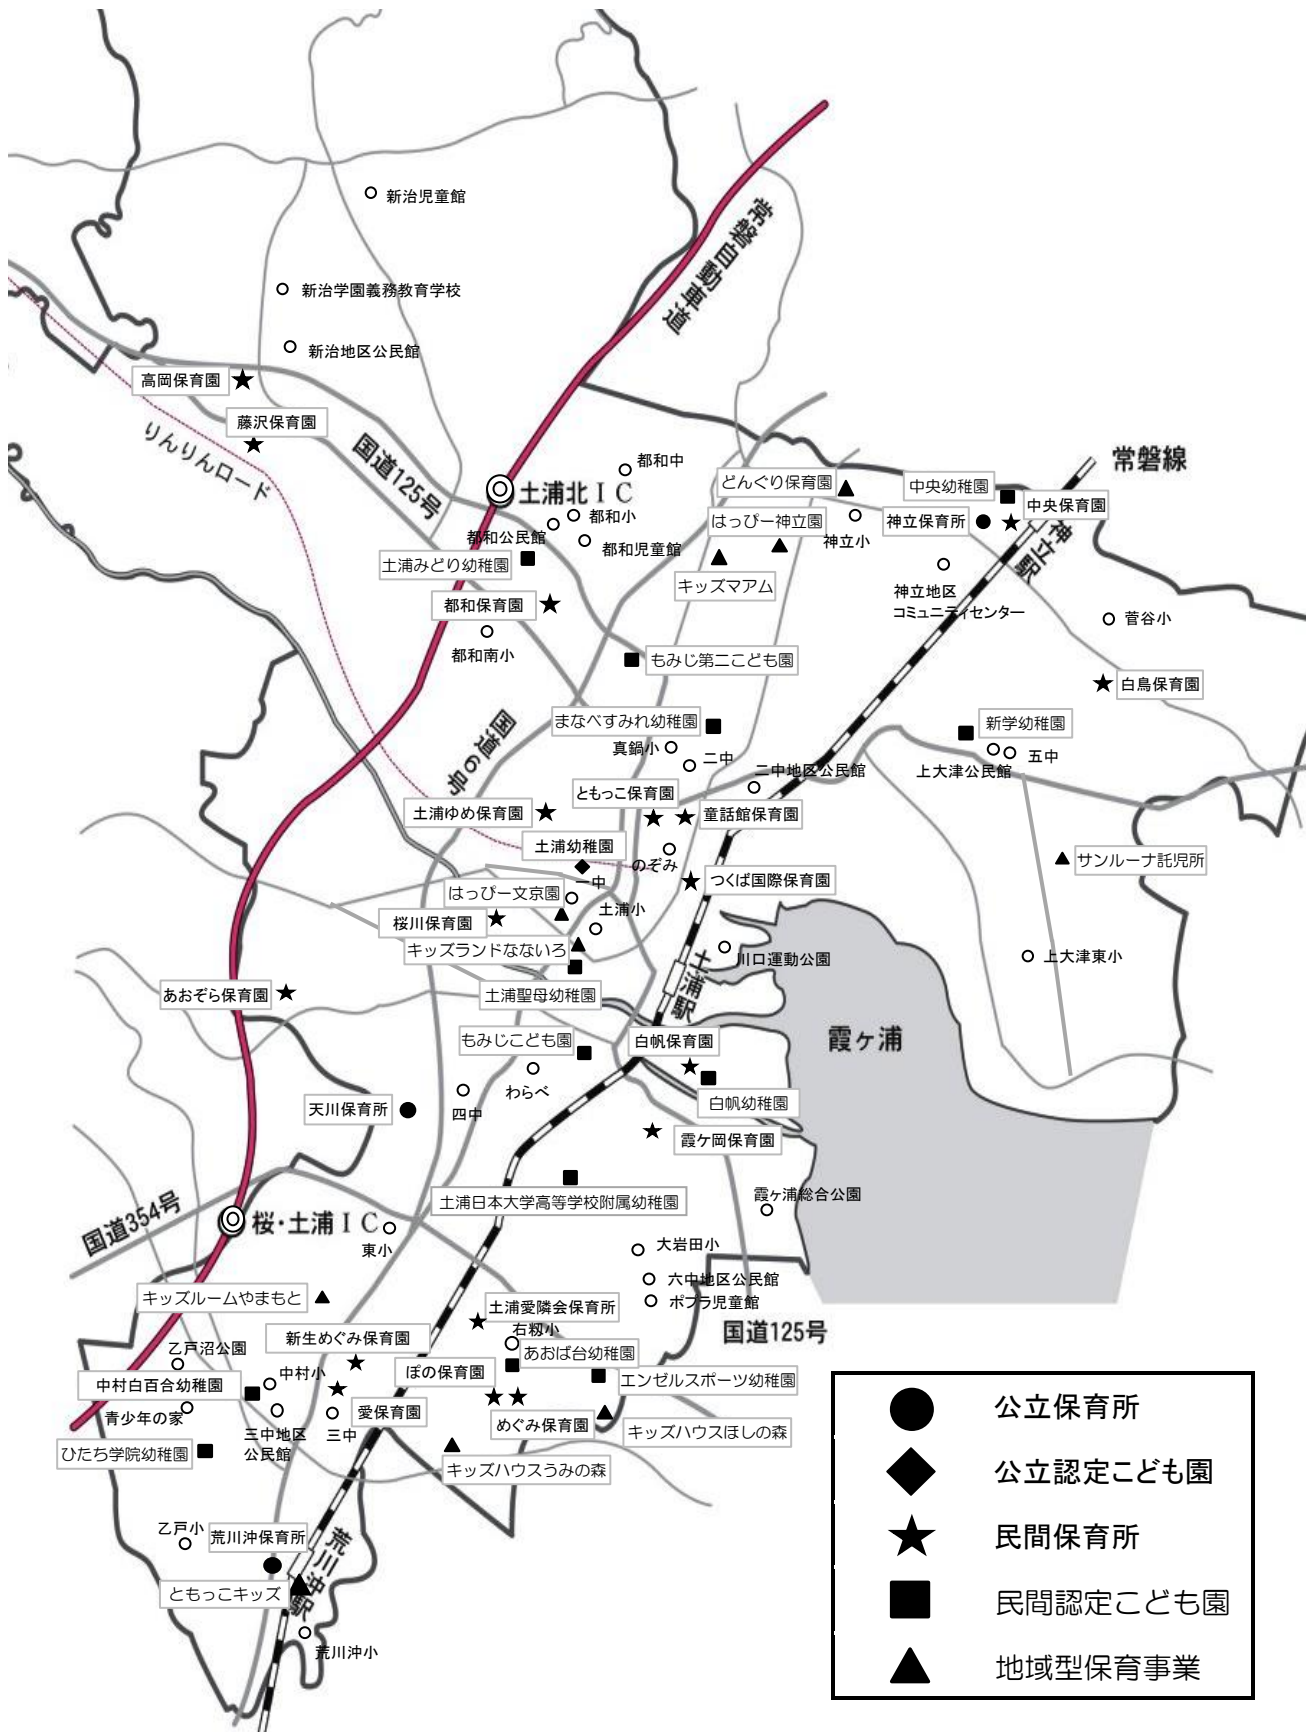 新治児童館
常磐自動車道
新治学園義務教育学校
新治地区公民館
高岡保育園
藤沢保育園
りんりんロード
国道125号
土浦北ＩＣ
都和中
どんぐり保育園
中央幼稚園
常磐線
中央保育園
都和小
はっぴー神立園
神立保育所
都和公民館
都和児童館
神立小
神立駅
土浦みどり幼稚園
キッズマアム
神立地区
コミュニティセンター
都和保育園
菅谷小
都和南小
もみじ第二こども園
白鳥保育園
国道6号
まなべすみれ幼稚園
新学幼稚園
真鍋小
二中
二中地区公民館
上大津公民館
五中
ともっこ保育園
土浦ゆめ保育園
童話館保育園
土浦幼稚園
のぞみ
サンルーナ託児所
はっぴー文京園
一中
つくば国際保育園
桜川保育園
土浦小
キッズランドなないろ
川口運動公園
上大津東小
土浦駅
あおぞら保育園
土浦聖母幼稚園
もみじこども園
白帆保育園
霞ヶ浦
わらべ
天川保育所
四中
白帆幼稚園
霞ケ岡保育園
国道354号
土浦日本大学高等学校附属幼稚園
霞ヶ浦総合公園
桜・土浦ＩＣ
東小
大岩田小
六中地区公民館
キッズルームやまもと
ポプラ児童館
土浦愛隣会保育所
国道125号
新生めぐみ保育園
右籾小
乙戸沼公園
あおば台幼稚園
中村小
ぽの保育園
エンゼルスポーツ幼稚園
中村白百合幼稚園
青少年の家
愛保育園
めぐみ保育園
三中地区
公民館
三中
キッズハウスほしの森
ひたち学院幼稚園
キッズハウスうみの森
乙戸小
荒川沖保育所
荒川沖駅
ともっこキッズ
荒川沖小
公立保育所
公立認定こども園
民間保育所
民間認定こども園
地域型保育事業